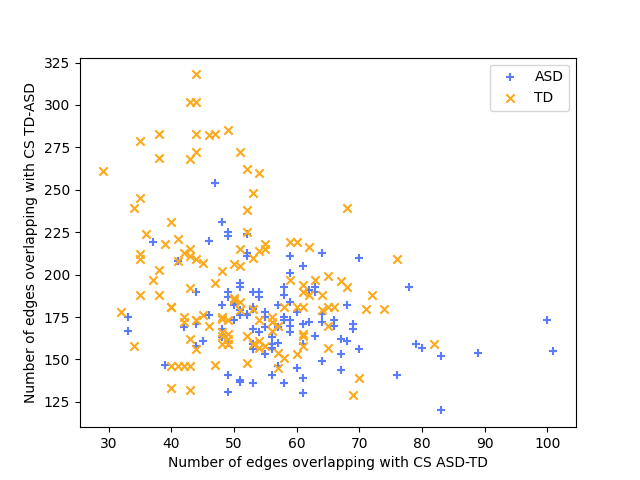 ASD
TD
325
300
275
250
225
200
175
150
125
Number of edges overlapping with CS TD-ASD
30 40 50 60 70 80 90 100
Number of edges overlapping with CS ASD-TD